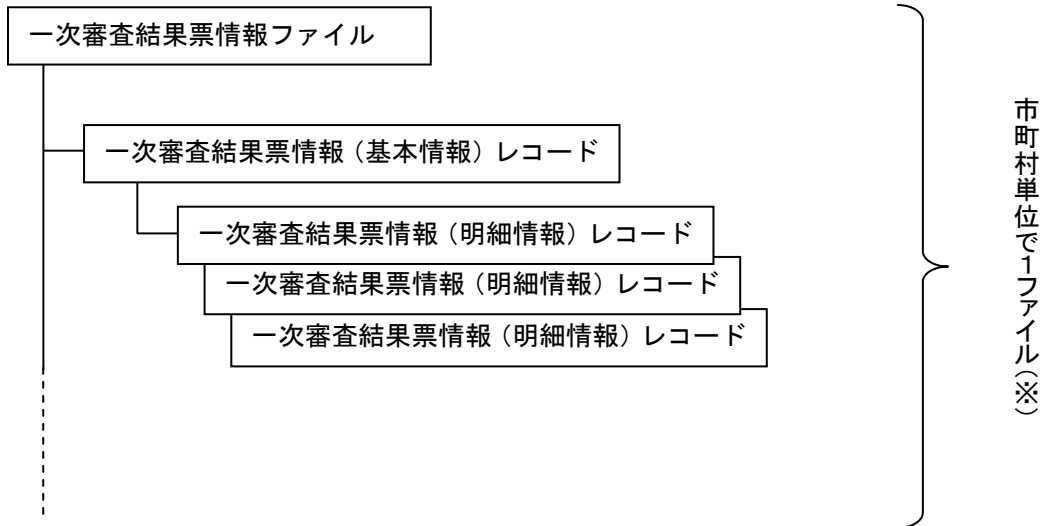 一次審査結果票情報ファイル
一次審査結果票情報（基本情報）レコード
一次審査結果票情報（明細情報）レコード
一次審査結果票情報（明細情報）レコード
一次審査結果票情報（明細情報）レコード
市町村単位で1ファイル（※）